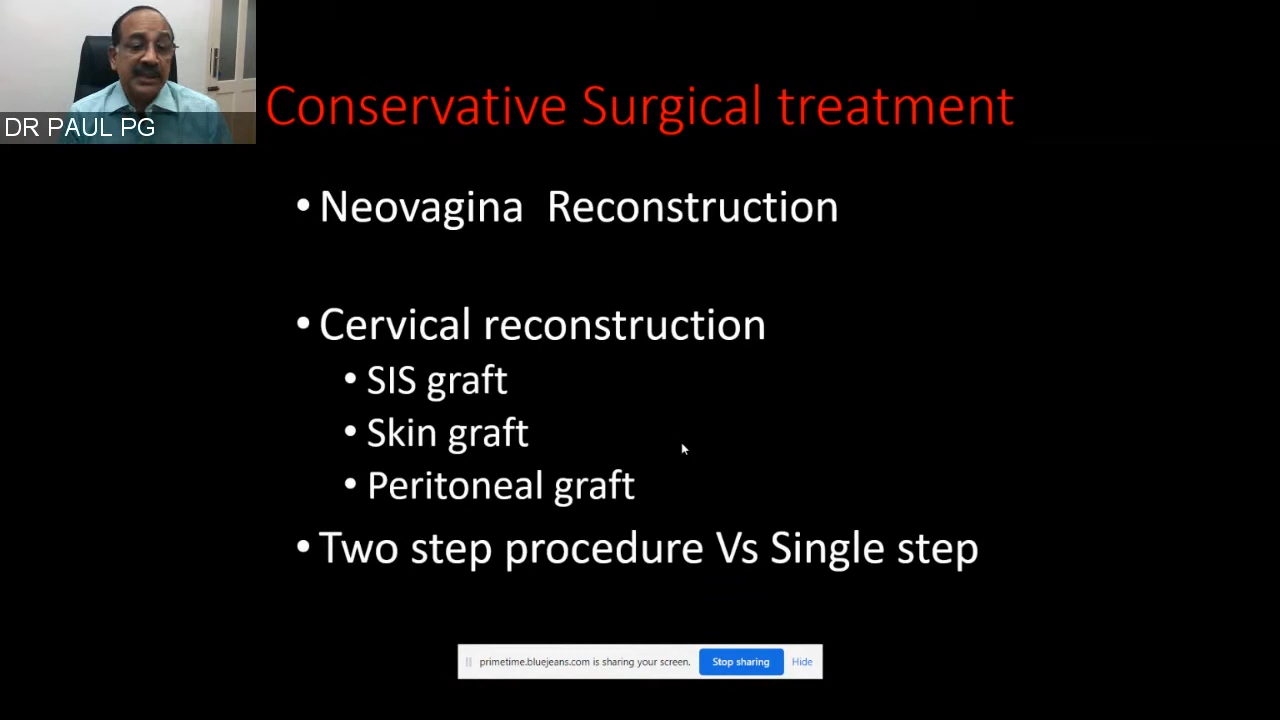 DR PAUL PG
Conservative Surgical treatment
• Neovagina Reconstruction
• Cervical reconstruction
• SIS graft
• Skin graft
• Peritoneal graft
• Two step procedure Vs Single step
primetime.bluejeans.com is sharing your screen. Stop sharing Hide